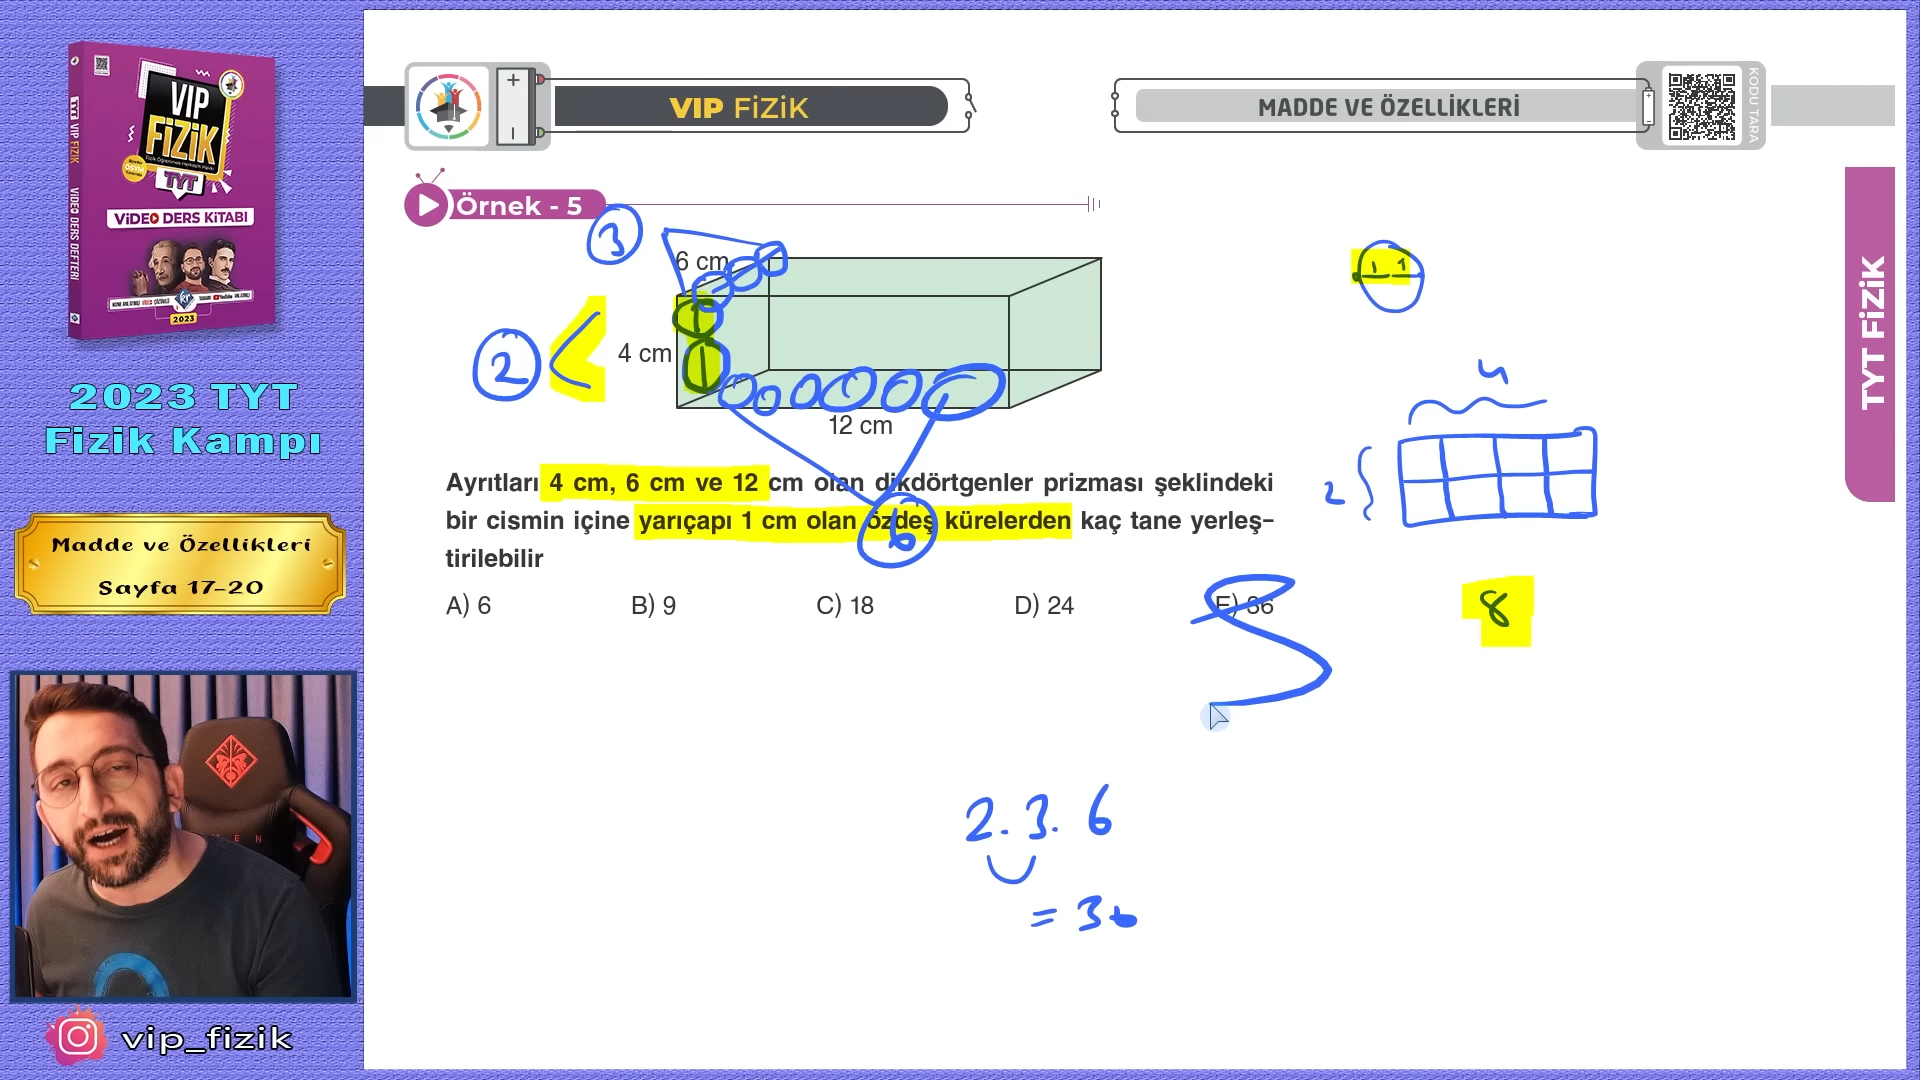 VIP
FİZİK
TYT
VİDEO DERS KİTABI
2023
TYT VIP FİZİK
VİDEO DERS DEFTERİ
2023 TYT
Fizik Kampı
Madde ve Özellikleri
Sayfa 17-20
vip_fizik
VIP FİZİK
MADDE VE ÖZELLİKLERİ
KODU TARA
TYT FİZİK
Örnek - 5
3
6 cm
1 1
2
4 cm
12 cm
4
2
Ayrıtları 4 cm, 6 cm ve 12 cm olan dikdörtgenler prizması şeklindeki
bir cismin içine yarıçapı 1 cm olan özdeş kürelerden kaç tane yerleş-
tirilebilir
6
A) 6 B) 9 C) 18 D) 24 E) 36
8
2. 3. 6
= 36